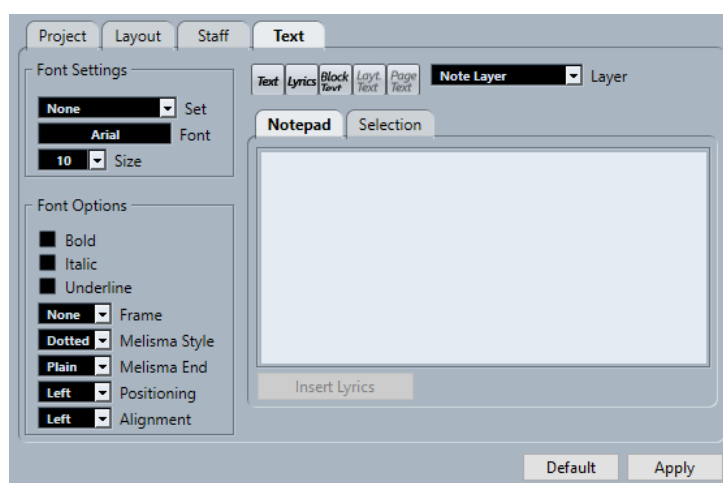 Project Layout Staff Text
Font Settings
None Set
Arial Font
10 Size
Font Options
Bold
Italic
Underline
None Frame
Dotted Melisma Style
Plain Melisma End
Left Positioning
Left Alignment
Text Lyrics Block Text Layt. Text Page Text Note Layer Layer
Notepad Selection
Insert Lyrics
Default Apply